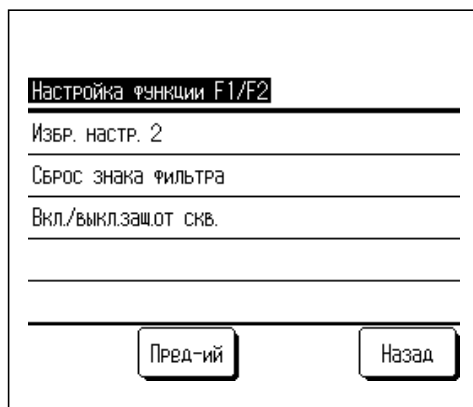 Настройка функции F1/F2
Избр. настр. 2
Сброс знака фильтра
Вкл./выкл.защ.от скв.
Пред-ий
Назад